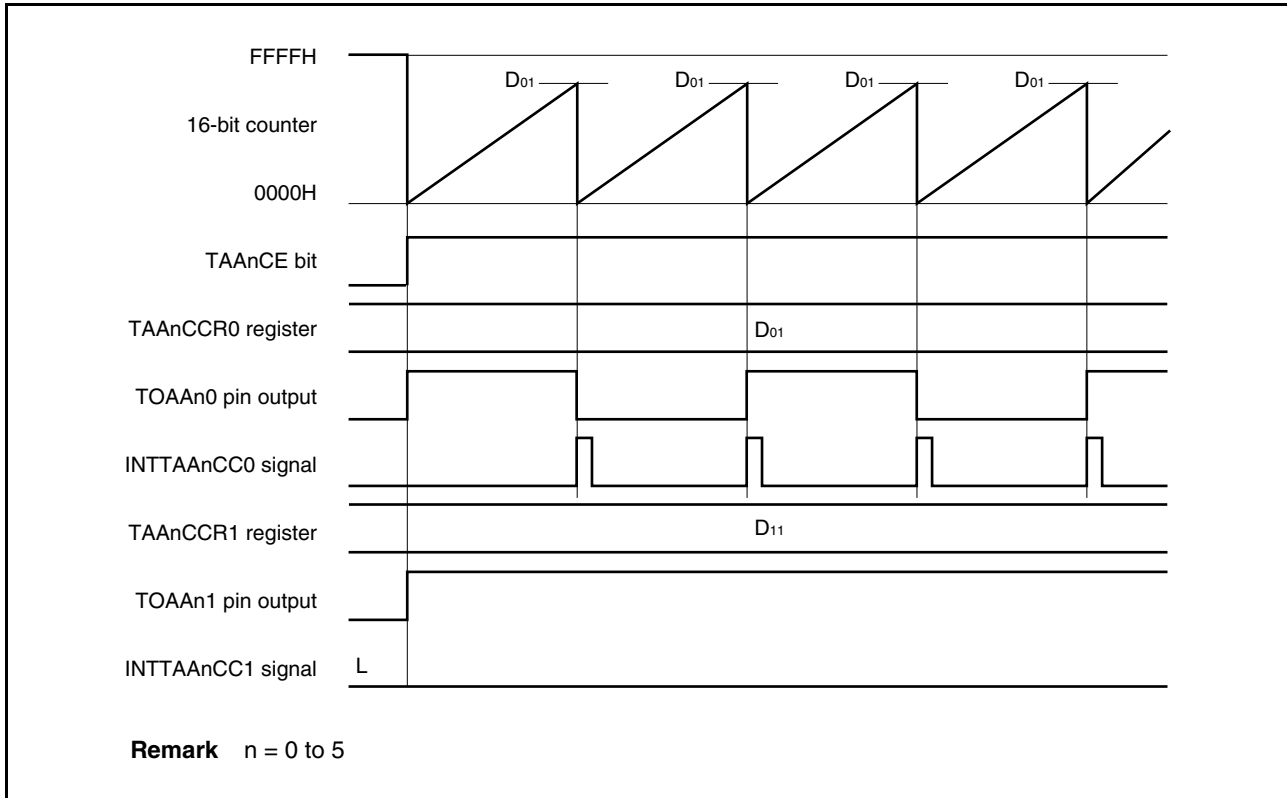 FFFFH
D01 D01 D01 D01
16-bit counter
0000H
TAAnCE bit
TAAnCCR0 register D01
TOAAn0 pin output
INTTAAnCC0 signal
TAAnCCR1 register D11
TOAAn1 pin output
INTTAAnCC1 signal L
Remark n = 0 to 5